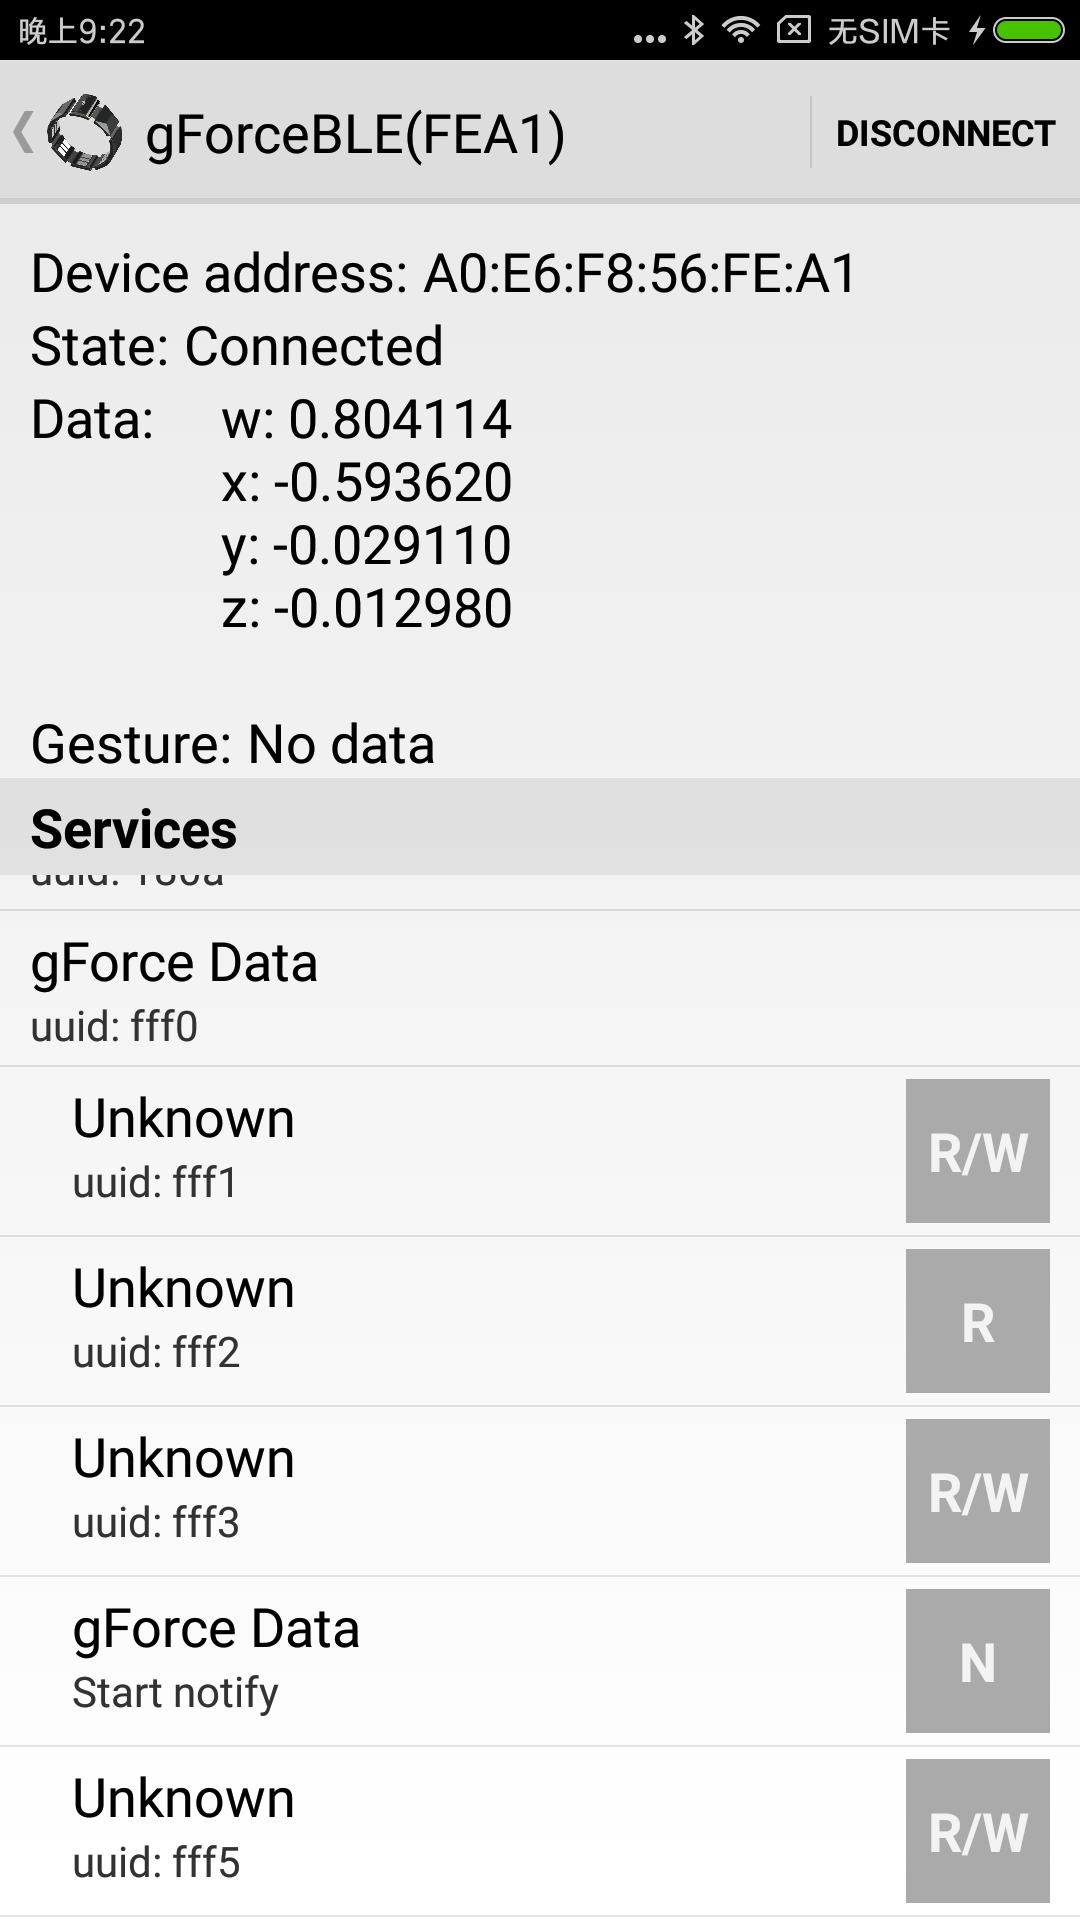 晚上9:22
无SIM卡
gForceBLE(FEA1)
DISCONNECT
Device address: A0:E6:F8:56:FE:A1
State: Connected
Data: w: 0.804114
x: -0.593620
y: -0.029110
z: -0.012980
Gesture: No data
Services
uuid: 180a
gForce Data
uuid: fff0
Unknown
uuid: fff1
R/W
Unknown
uuid: fff2
R
Unknown
uuid: fff3
R/W
gForce Data
Start notify
N
Unknown
uuid: fff5
R/W